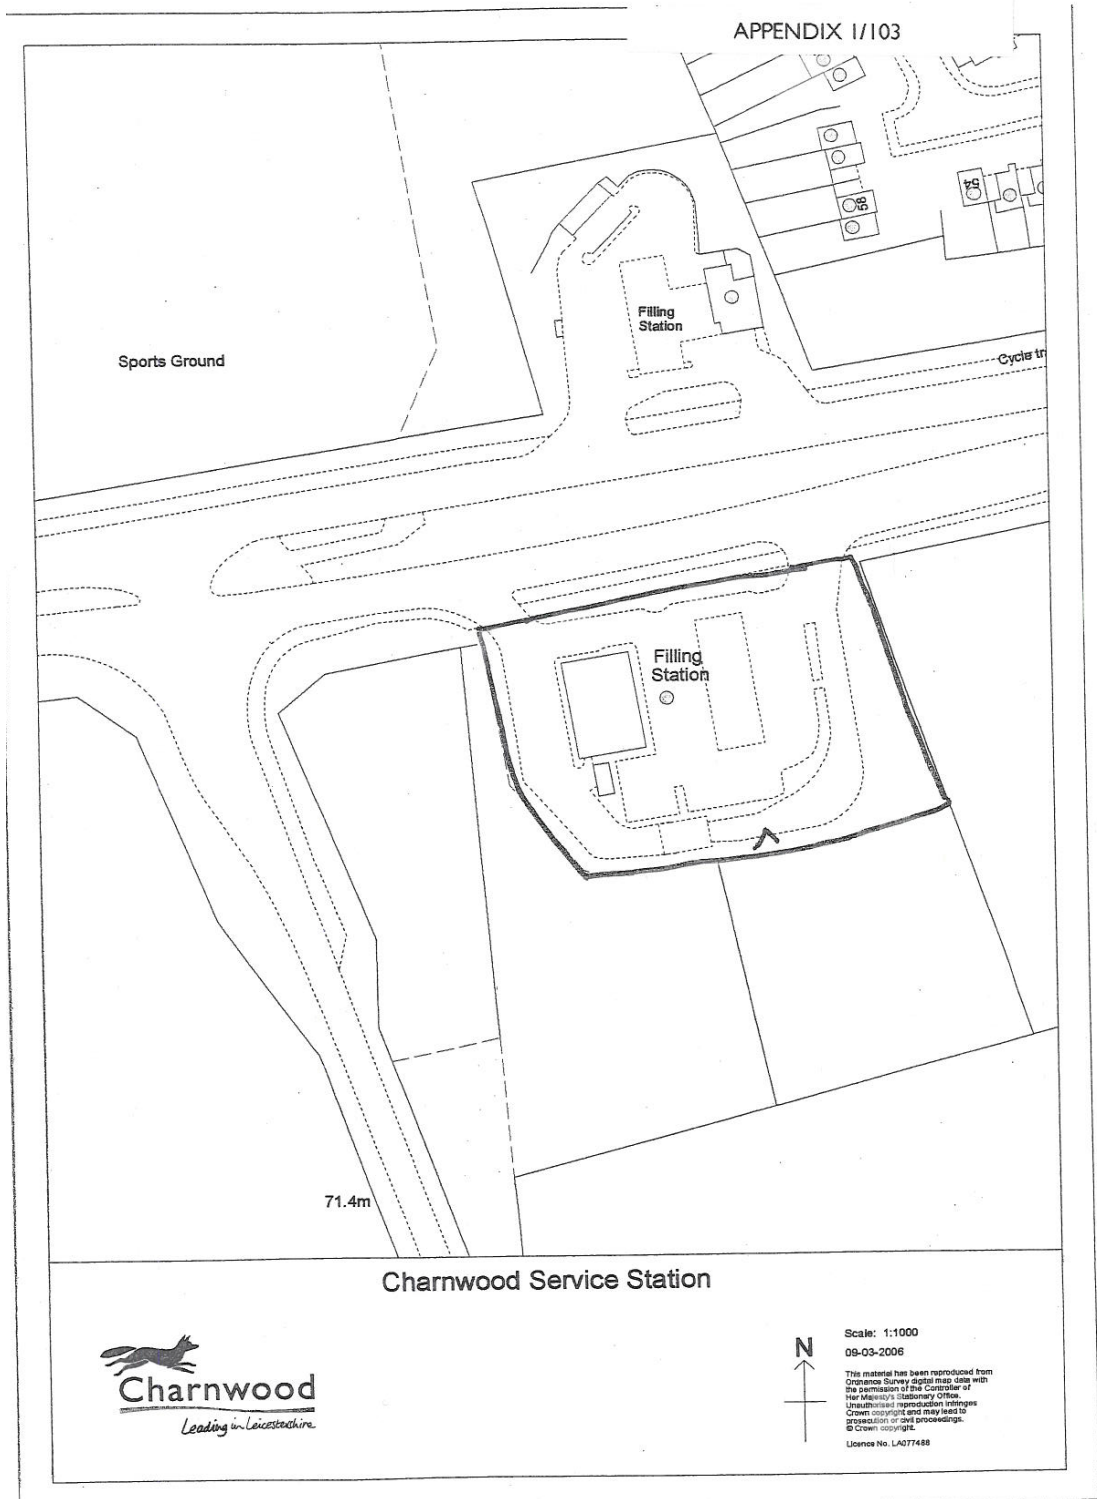 APPENDIX 1/103
54
58
Filling
Station
Sports Ground
Cycle tr
Filling
Station
71.4m
Charnwood Service Station
Charnwood
Leading in Leicestershire
N
Scale: 1:1000
09-03-2006
This material has been reproduced from
Ordnance Survey digital map data with
the permission of the Controller of
Her Majesty's Stationary Office.
Unauthorised reproduction infringes
Crown copyright and may lead to
prosecution or civil proceedings.
© Crown copyright.
Licence No. LA077488